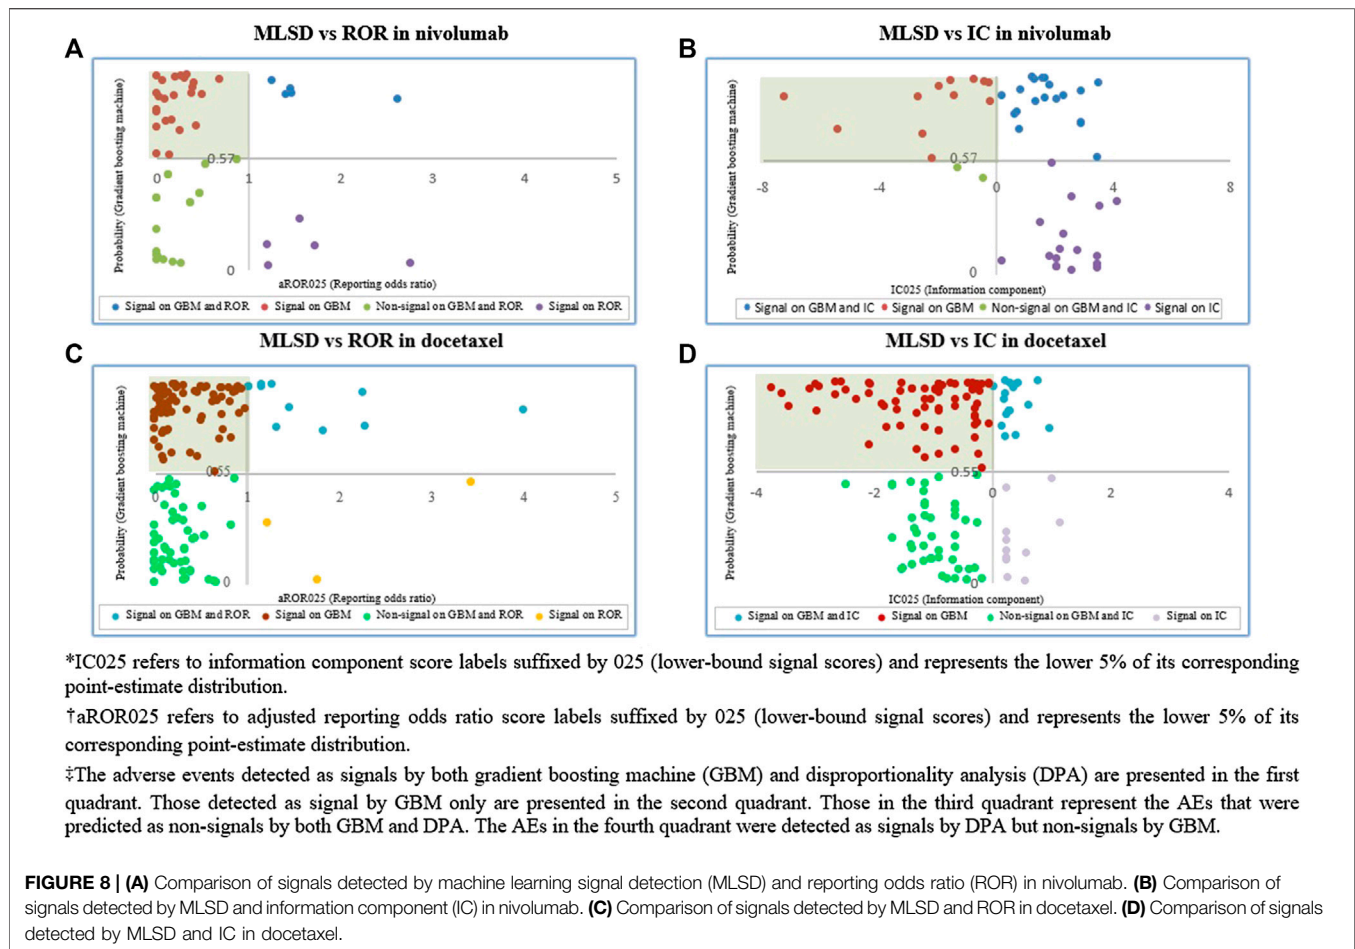 A
MLSD vs ROR in nivolumab
Probability (Gradient boosting machine)
0.57
0 1 2 3 4 5
0
aROR025 (Reporting odds ratio)
Signal on GBM and ROR Signal on GBM Non-signal on GBM and ROR Signal on ROR
B
MLSD vs IC in nivolumab
Probability (Gradient boosting machine)
0.57
-8 -4 0 4 8
0
IC025 (Information component)
Signal on GBM and IC Signal on GBM Non-signal on GBM and IC Signal on IC
C
MLSD vs ROR in docetaxel
Probability (Gradient boosting machine)
0.55
0 1 2 3 4 5
0
aROR025 (Reporting odds ratio)
Signal on GBM and ROR Signal on GBM Non-signal on GBM and ROR Signal on ROR
D
MLSD vs IC in docetaxel
Probability (Gradient boosting machine)
0.55
-4 -2 0 2 4
0
IC025 (Information component)
Signal on GBM and IC Signal on GBM Non-signal on GBM and IC Signal on IC
*IC025 refers to information component score labels suffixed by 025 (lower-bound signal scores) and represents the lower 5% of its corresponding
point-estimate distribution.
†aROR025 refers to adjusted reporting odds ratio score labels suffixed by 025 (lower-bound signal scores) and represents the lower 5% of its
corresponding point-estimate distribution.
‡The adverse events detected as signals by both gradient boosting machine (GBM) and disproportionality analysis (DPA) are presented in the first
quadrant. Those detected as signal by GBM only are presented in the second quadrant. Those in the third quadrant represent the AEs that were
predicted as non-signals by both GBM and DPA. The AEs in the fourth quadrant were detected as signals by DPA but non-signals by GBM.
FIGURE 8 | (A) Comparison of signals detected by machine learning signal detection (MLSD) and reporting odds ratio (ROR) in nivolumab. (B) Comparison of
signals detected by MLSD and information component (IC) in nivolumab. (C) Comparison of signals detected by MLSD and ROR in docetaxel. (D) Comparison of signals
detected by MLSD and IC in docetaxel.